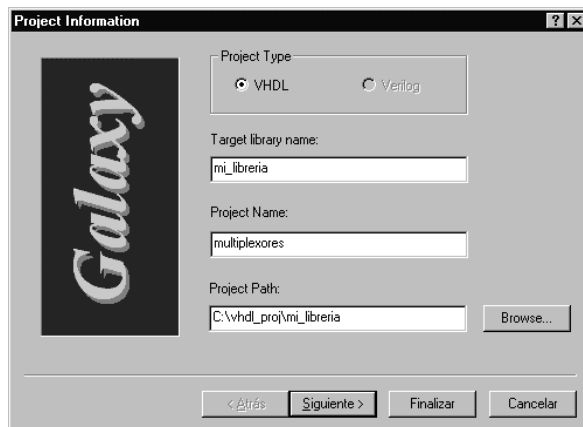 Project Information
Galaxy
Project Type
VHDL
Verilog
Target library name:
mi_libreria
Project Name:
multiplexores
Project Path:
C:\vhdl_proj\mi_libreria
Browse...
< Atrás
Siguiente >
Finalizar
Cancelar